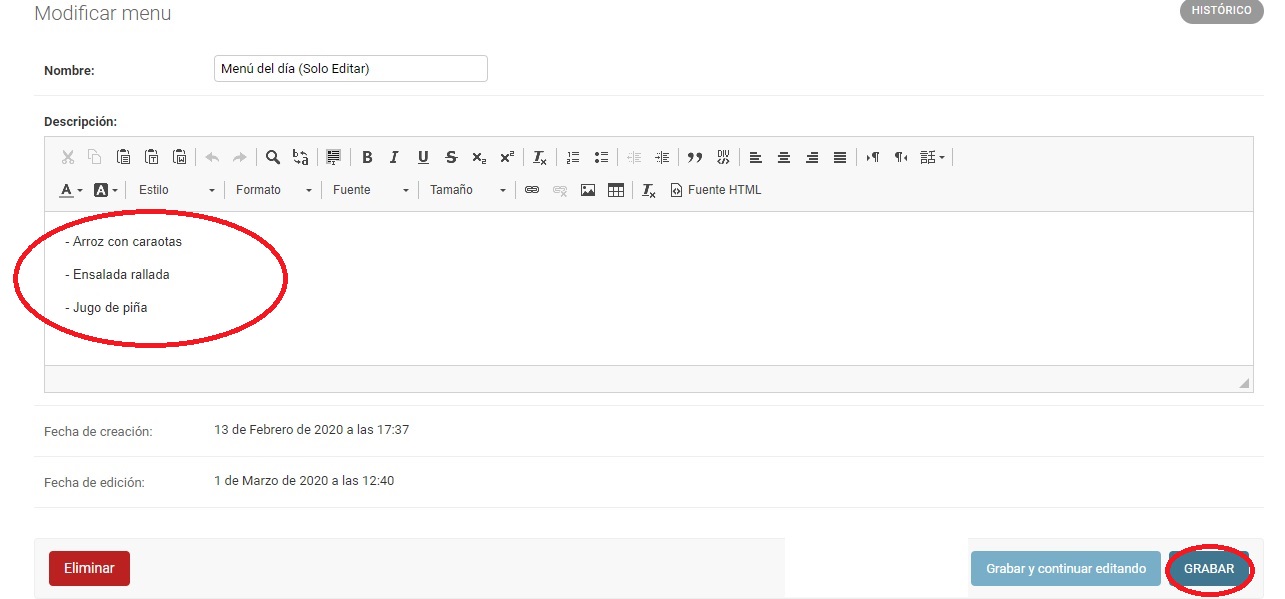 Modificar menu
HISTÓRICO
Nombre:
Menú del día (Solo Editar)
Descripción:
Estilo Formato Fuente Tamaño Fuente HTML
- Arroz con caraotas
- Ensalada rallada
- Jugo de piña
Fecha de creación: 13 de Febrero de 2020 a las 17:37
Fecha de edición: 1 de Marzo de 2020 a las 12:40
Eliminar Grabar y continuar editando GRABAR